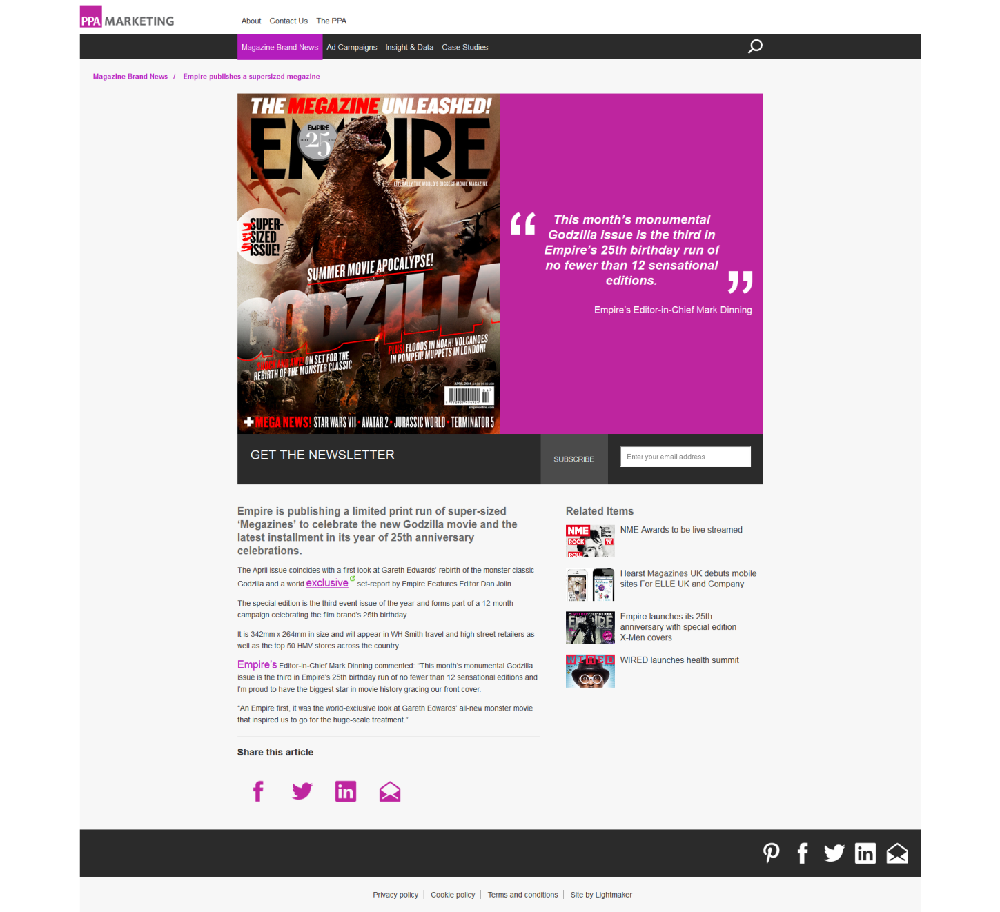 PPA MARKETING
About Contact Us The PPA
Magazine Brand News Ad Campaigns Insight & Data Case Studies
Magazine Brand News / Empire publishes a supersized megazine
THE MEGAZINE UNLEASHED!
EMPIRE
EMPIRE
25
LITERALLY THE WORLD'S BIGGEST MOVIE MAGAZINE
SUPER-
SIZED
ISSUE!
SUMMER MOVIE APOCALYPSE!
GODZILLA
ON SET FOR THE
REBIRTH OF THE MONSTER CLASSIC
PLUS! FLOODS IN NOAH! VOLCANOES
IN POMPEII! MUPPETS IN LONDON!
APRIL 2014
empireonline.com
+ MEGA NEWS! STAR WARS VII • AVATAR 2 • JURASSIC WORLD • TERMINATOR 5
“ This month’s monumental
Godzilla issue is the third in
Empire’s 25th birthday run of
no fewer than 12 sensational
editions. ”
Empire’s Editor-in-Chief Mark Dinning
GET THE NEWSLETTER
SUBSCRIBE
Enter your email address
Empire is publishing a limited print run of super-sized
‘Megazines’ to celebrate the new Godzilla movie and the
latest installment in its year of 25th anniversary
celebrations.
The April issue coincides with a first look at Gareth Edwards’ rebirth of the monster classic
Godzilla and a world exclusive set-report by Empire Features Editor Dan Jolin.
The special edition is the third event issue of the year and forms part of a 12-month
campaign celebrating the film brand’s 25th birthday.
It is 342mm x 264mm in size and will appear in WH Smith travel and high street retailers as
well as the top 50 HMV stores across the country.
Empire’s Editor-in-Chief Mark Dinning commented: “This month’s monumental Godzilla
issue is the third in Empire’s 25th birthday run of no fewer than 12 sensational editions and
I’m proud to have the biggest star in movie history gracing our front cover.
“An Empire first, it was the world-exclusive look at Gareth Edwards’ all-new monster movie
that inspired us to go for the huge-scale treatment.”
Share this article
Related Items
NME
ROCK 'N'
ROLL
NME Awards to be live streamed
Hearst Magazines UK debuts mobile
sites For ELLE UK and Company
EMPIRE
Empire launches its 25th
anniversary with special edition
X-Men covers
WIRED
WIRED launches health summit
Privacy policy Cookie policy Terms and conditions Site by Lightmaker